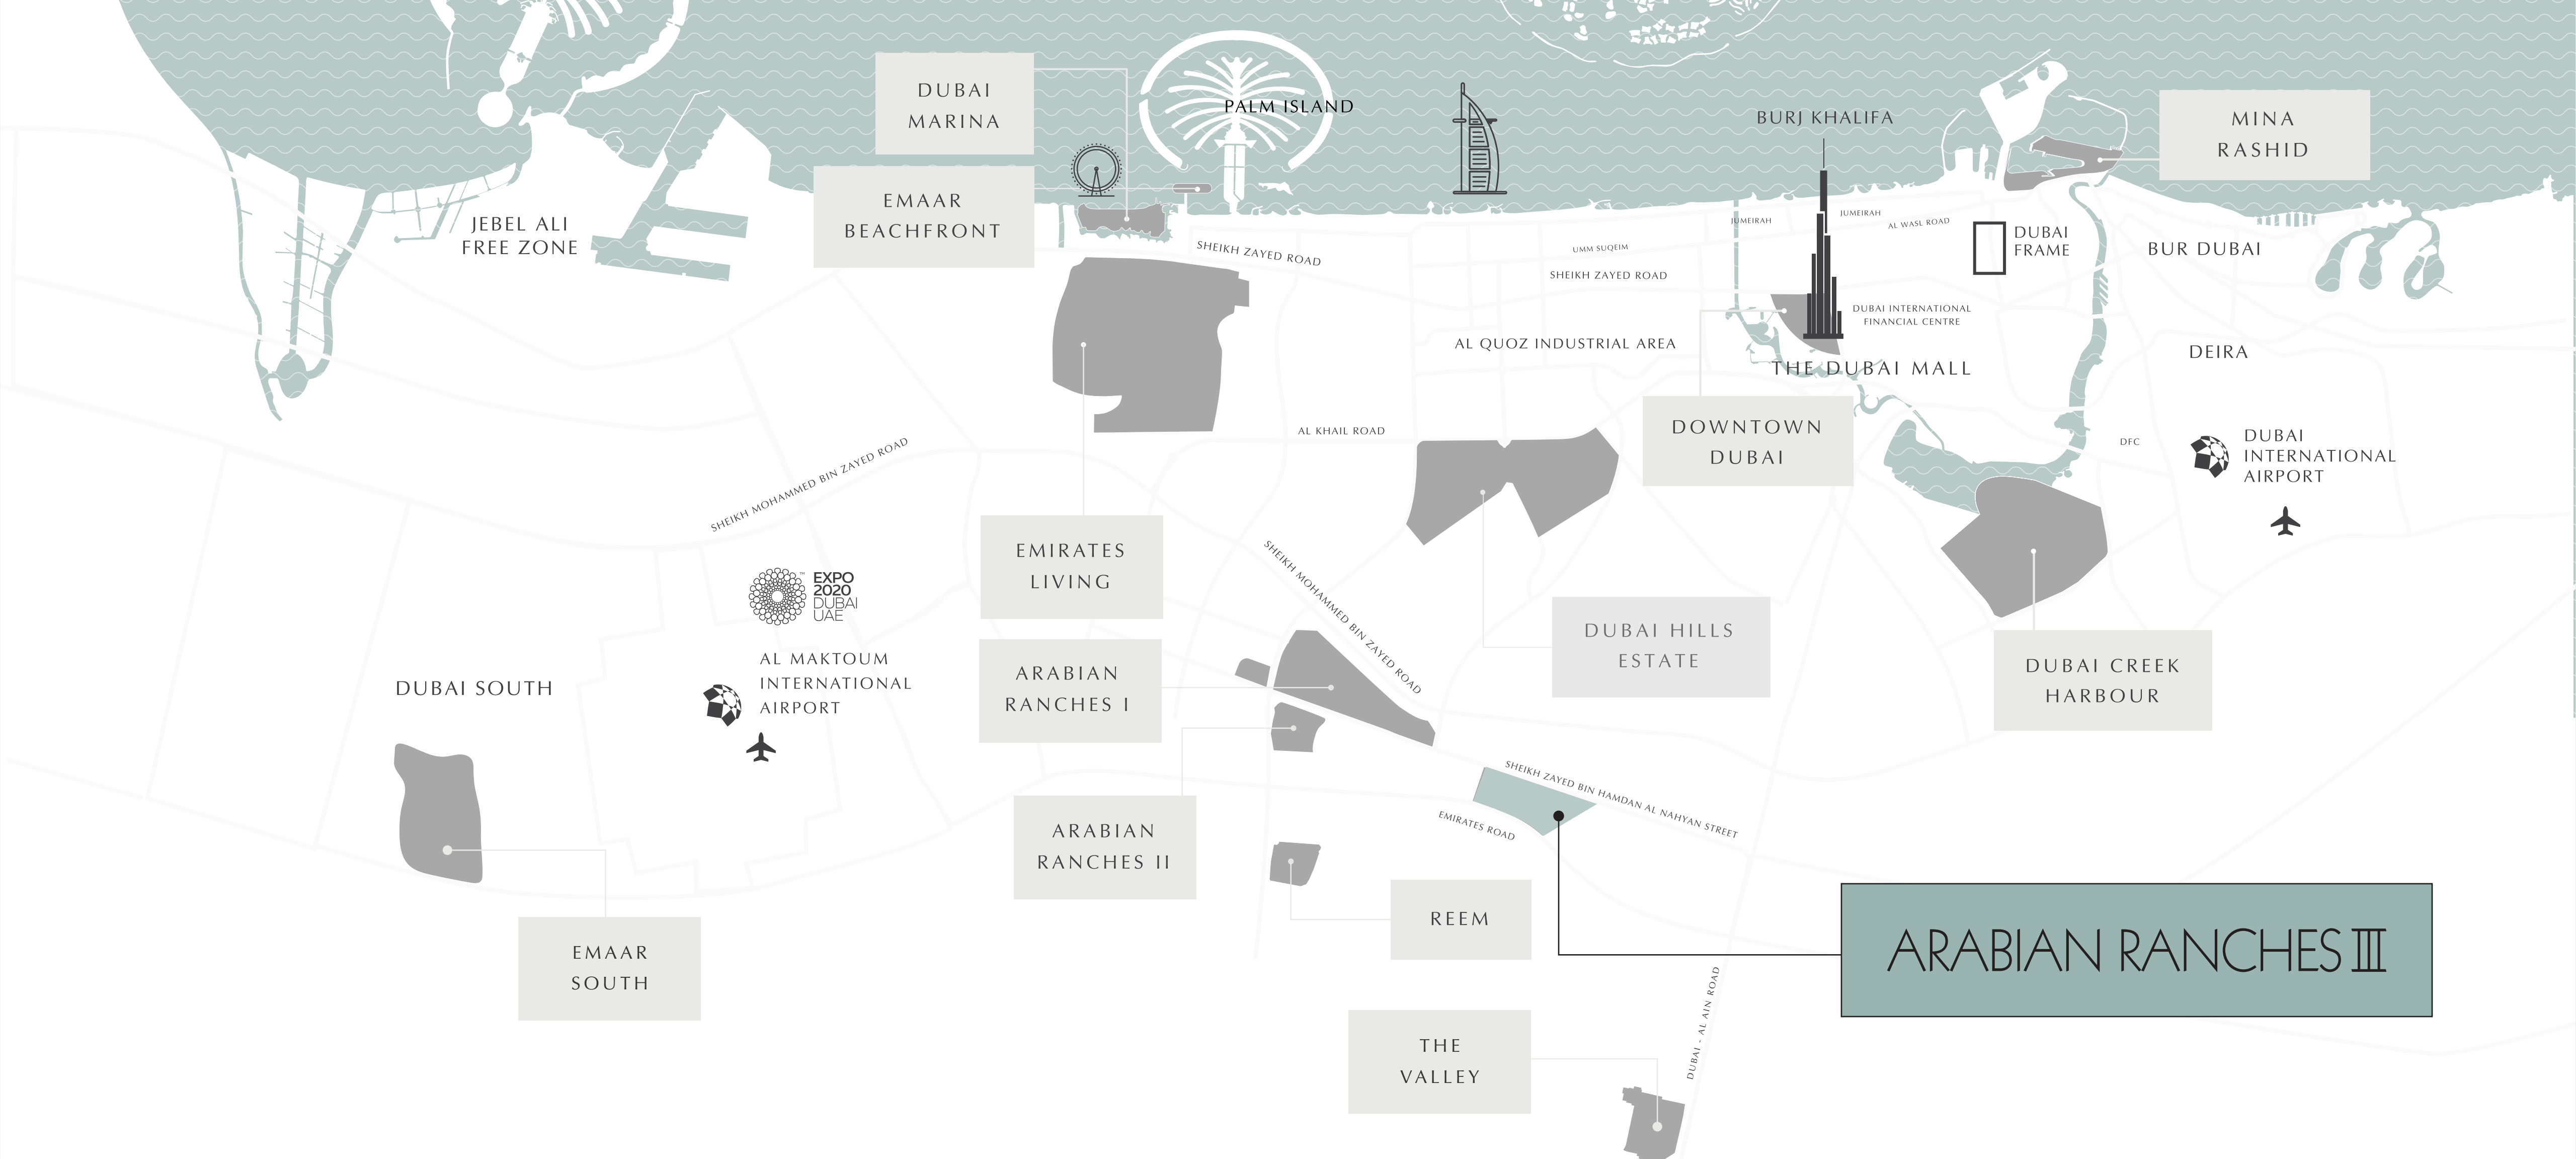 DUBAI
MARINA
PALM ISLAND
BURJ KHALIFA
MINA
RASHID
EMAAR
BEACHFRONT
JEBEL ALI
FREE ZONE
SHEIKH ZAYED ROAD
UMM SUQEIM
SHEIKH ZAYED ROAD
JUMEIRAH
JUMEIRAH
AL WASL ROAD
DUBAI
FRAME
BUR DUBAI
DUBAI INTERNATIONAL
FINANCIAL CENTRE
AL QUOZ INDUSTRIAL AREA
THE DUBAI MALL
DEIRA
DOWNTOWN
DUBAI
AL KHAIL ROAD
DFC
DUBAI
INTERNATIONAL
AIRPORT
SHEIKH MOHAMMED BIN ZAYED ROAD
EMIRATES
LIVING
SHEIKH MOHAMMED BIN ZAYED ROAD
EXPO
2020
DUBAI
UAE
™
DUBAI HILLS
ESTATE
DUBAI CREEK
HARBOUR
DUBAI SOUTH
AL MAKTOUM
INTERNATIONAL
AIRPORT
ARABIAN
RANCHES I
SHEIKH ZAYED BIN HAMDAN AL NAHYAN STREET
EMIRATES ROAD
ARABIAN
RANCHES II
REEM
ARABIAN RANCHES III
EMAAR
SOUTH
DUBAI - AL AIN ROAD
THE
VALLEY